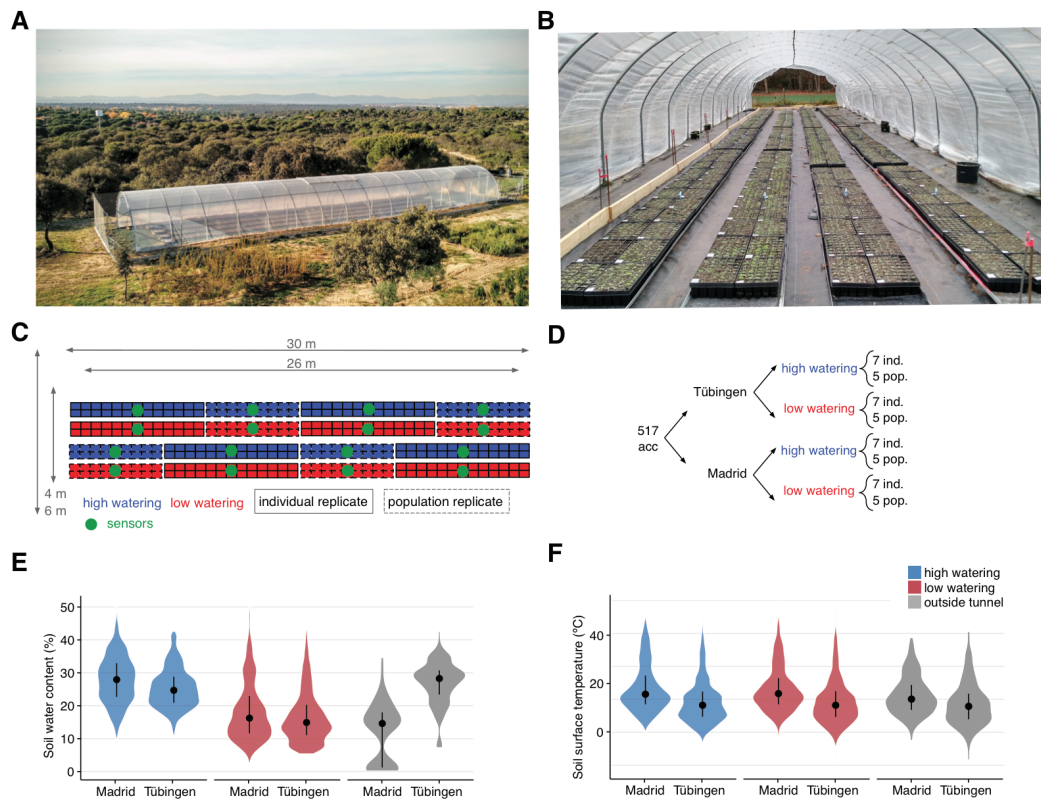 A
B
C
30 m
26 m
4 m
6 m
high watering low watering individual replicate population replicate
sensors
D
517
acc
Tübingen
Madrid
high watering
7 ind.
5 pop.
low watering
7 ind.
5 pop.
high watering
7 ind.
5 pop.
low watering
7 ind.
5 pop.
E
Soil water content (%)
50
40
30
20
10
0
Madrid Tübingen Madrid Tübingen Madrid Tübingen
F
high watering
low watering
outside tunnel
Soil surface temperature (°C)
40
20
0
Madrid Tübingen Madrid Tübingen Madrid Tübingen